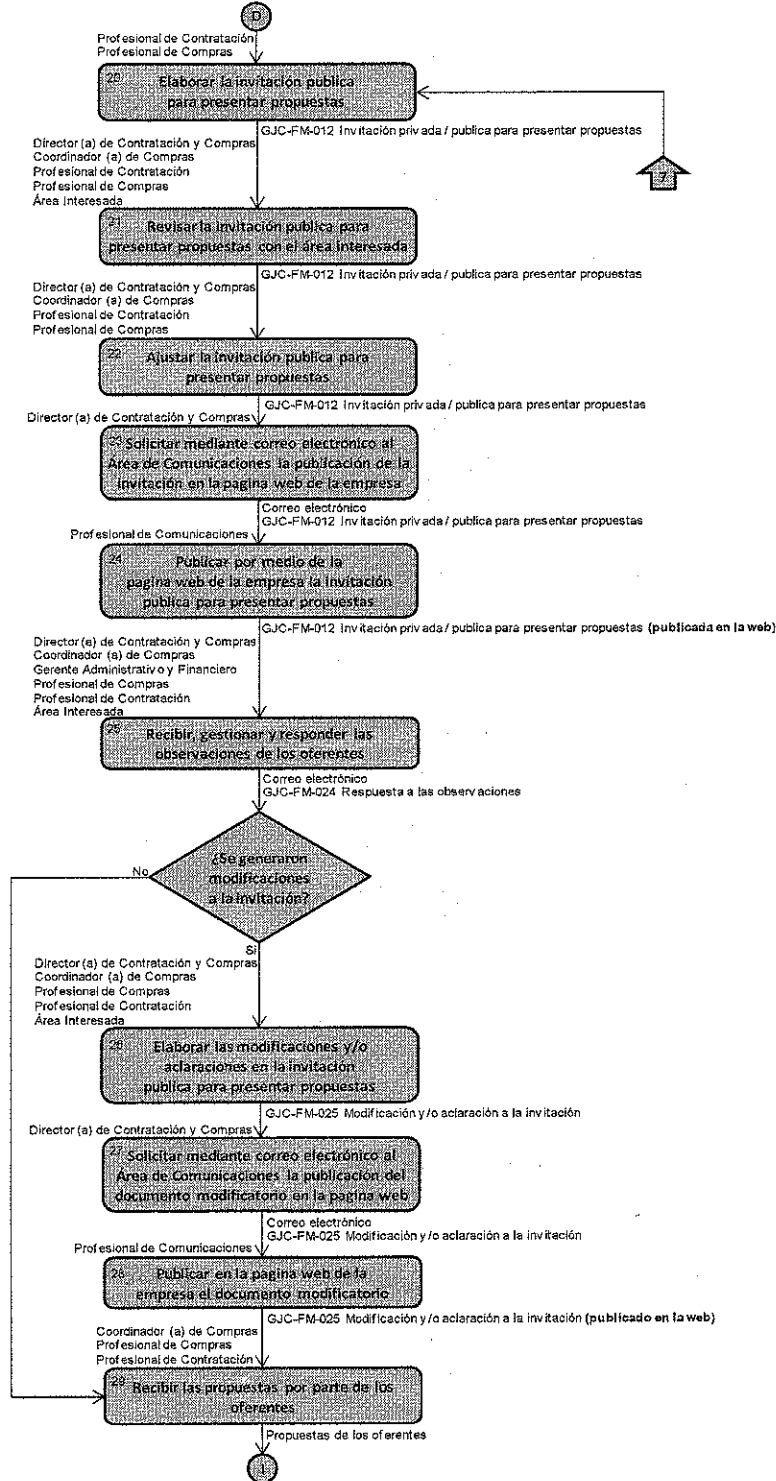 D
Profesional de Contratación
Profesional de Compras
20 Elaborar la invitación publica
para presentar propuestas
GJC-FM-012 Invitación privada / publica para presentar propuestas
7
Director (a) de Contratación y Compras
Coordinador (a) de Compras
Profesional de Contratación
Profesional de Compras
Área Interesada
21 Revisar la invitación publica para
presentar propuestas con el área interesada
GJC-FM-012 Invitación privada / publica para presentar propuestas
Director (a) de Contratación y Compras
Coordinador (a) de Compras
Profesional de Contratación
Profesional de Compras
22 Ajustar la invitación publica para
presentar propuestas
GJC-FM-012 Invitación privada / publica para presentar propuestas
Director (a) de Contratación y Compras
23 Solicitar mediante correo electrónico al
Área de Comunicaciones la publicación de la
invitación en la pagina web de la empresa
Correo electrónico
GJC-FM-012 Invitación privada / publica para presentar propuestas
Profesional de Comunicaciones
24 Publicar por medio de la
pagina web de la empresa la invitación
publica para presentar propuestas
GJC-FM-012 Invitación privada / publica para presentar propuestas (publicada en la web)
Director (a) de Contratación y Compras
Coordinador (a) de Compras
Gerente Administrativo y Financiero
Profesional de Compras
Profesional de Contratación
Área Interesada
25 Recibir, gestionar y responder las
observaciones de los oferentes
Correo electrónico
GJC-FM-024 Respuesta a las observaciones
¿Se generaron
modificaciones
a la invitación?
No
Si
Director (a) de Contratación y Compras
Coordinador (a) de Compras
Profesional de Compras
Profesional de Contratación
Área Interesada
26 Elaborar las modificaciones y/o
aclaraciones en la invitación
publica para presentar propuestas
GJC-FM-025 Modificación y/o aclaración a la invitación
Director (a) de Contratación y Compras
27 Solicitar mediante correo electrónico al
Área de Comunicaciones la publicación del
documento modificatorio en la pagina web
Correo electrónico
GJC-FM-025 Modificación y/o aclaración a la invitación
Profesional de Comunicaciones
28 Publicar en la pagina web de la
empresa el documento modificatorio
GJC-FM-025 Modificación y/o aclaración a la invitación (publicado en la web)
Coordinador (a) de Compras
Profesional de Compras
Profesional de Contratación
29 Recibir las propuestas por parte de los
oferentes
Propuestas de los oferentes